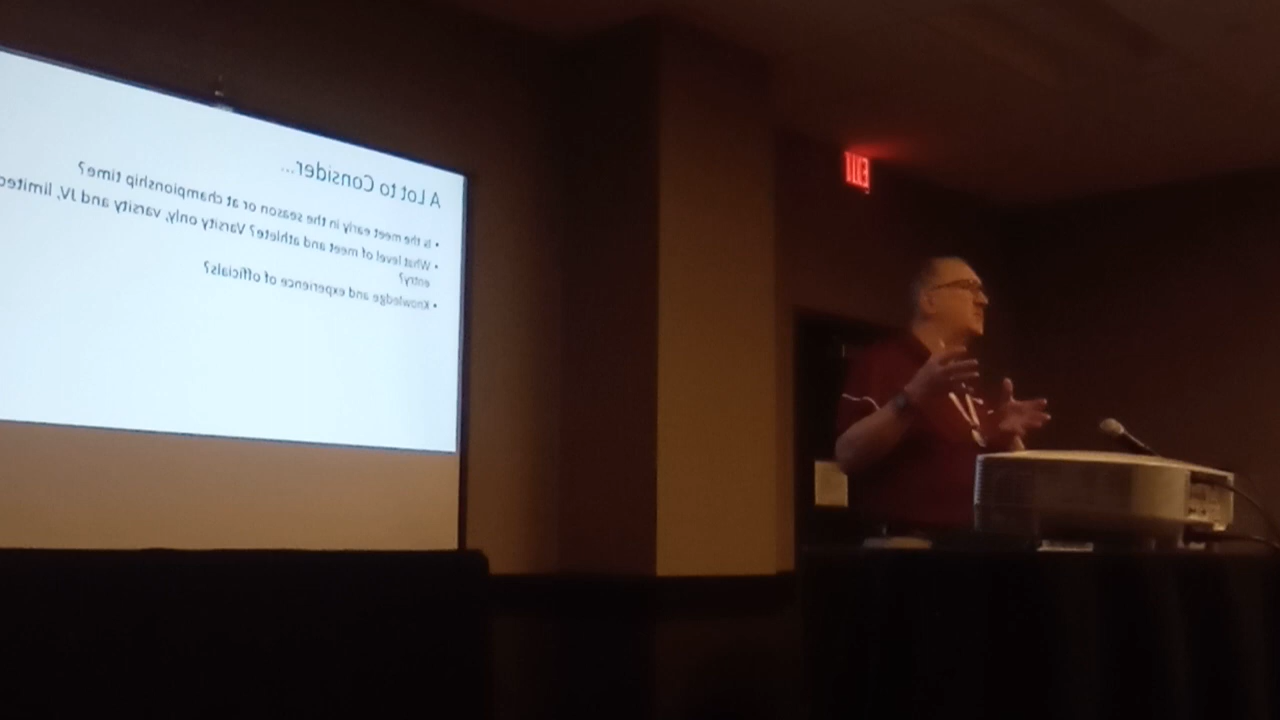 A Lot to Consider...
• Is the meet early in the season or at championship time?
• What level of meet and athlete? Varsity only, varsity and JV, limited
entry?
• Knowledge and experience of officials?
EXIT